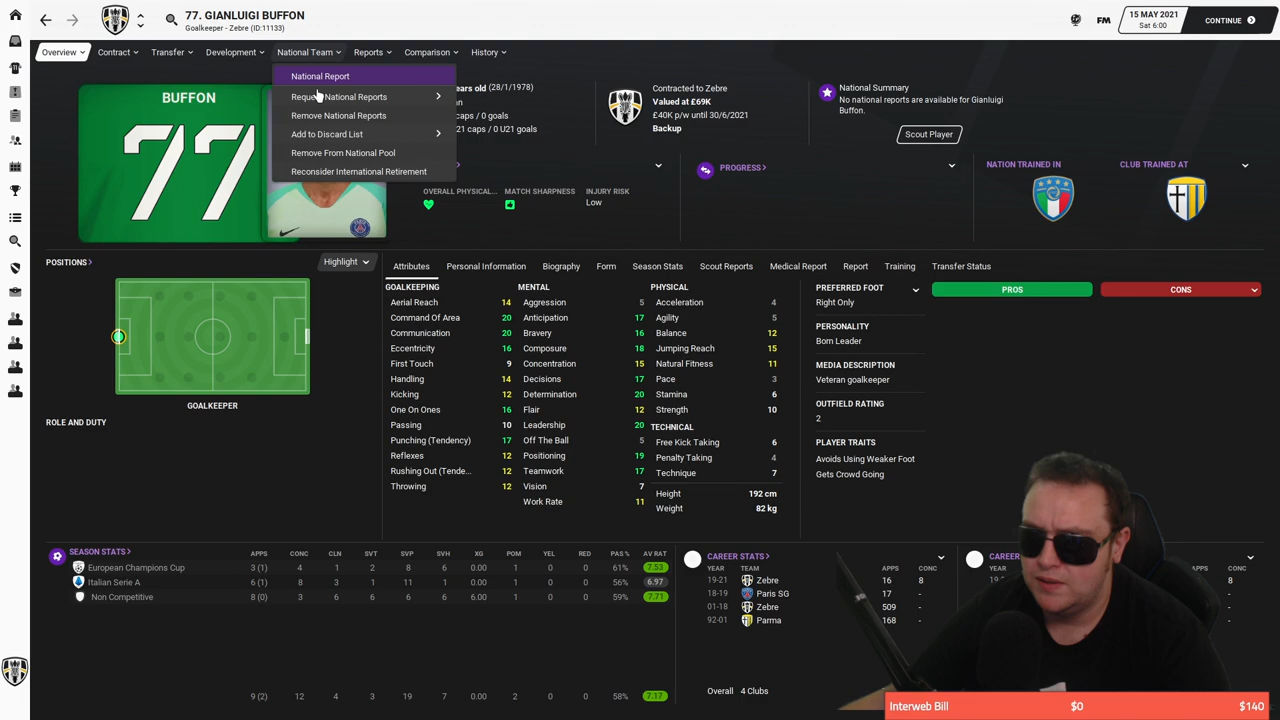 77. GIANLUIGI BUFFON
Goalkeeper - Zebre (ID:11133)
FM
15 MAY 2021
Sat 6:00
CONTINUE
Overview Contract Transfer Development National Team Reports Comparison History
National Report
National Reports
Remove National Reports
Add to Discard List
Remove From National Pool
Reconsider International Retirement
BUFFON
77
ears old (28/1/1978)
caps / 0 goals
21 caps / 0 U21 goals
Contracted to Zebre
Valued at £69K
£40K p/w until 30/6/2021
Backup
National Summary
No national reports are available for Gianluigi
Buffon.
Scout Player
OVERALL PHYSICAL... MATCH SHARPNESS INJURY RISK
Low
PROGRESS
NATION TRAINED IN CLUB TRAINED AT
POSITIONS
Highlight
GOALKEEPER
ROLE AND DUTY
Attributes Personal Information Biography Form Season Stats Scout Reports Medical Report Report Training Transfer Status
GOALKEEPING
Aerial Reach 14
Command Of Area 20
Communication 20
Eccentricity 16
First Touch 9
Handling 14
Kicking 12
One On Ones 16
Passing 10
Punching (Tendency) 17
Reflexes 12
Rushing Out (Tende... 12
Throwing 12
MENTAL
Aggression 5
Anticipation 17
Bravery 16
Composure 18
Concentration 15
Decisions 17
Determination 20
Flair 12
Leadership 20
Off The Ball 5
Positioning 19
Teamwork 17
Vision 7
Work Rate 11
PHYSICAL
Acceleration 4
Agility 5
Balance 12
Jumping Reach 15
Natural Fitness 11
Pace 3
Stamina 6
Strength 10
TECHNICAL
Free Kick Taking 6
Penalty Taking 4
Technique 7
Height 192 cm
Weight 82 kg
PREFERRED FOOT
Right Only
PERSONALITY
Born Leader
MEDIA DESCRIPTION
Veteran goalkeeper
OUTFIELD RATING
2
PLAYER TRAITS
Avoids Using Weaker Foot
Gets Crowd Going
PROS
CONS
SEASON STATS APPS CONC CLN SVT SVP SVH XG POM YEL RED PAS % AV RAT
European Champions Cup 3 (1) 4 1 2 8 6 0.00 1 0 0 61% 7.53
Italian Serie A 6 (1) 8 3 1 11 1 0.00 1 0 0 56% 6.97
Non Competitive 8 (0) 3 6 6 6 6 6.00 1 0 0 59% 7.71
9 (2) 12 4 3 19 7 0.00 2 0 0 58% 7.17
CAREER STATS
YEAR TEAM APPS CONC
19-21 Zebre 16 8
18-19 Paris SG 17 -
01-18 Zebre 509 -
92-01 Parma 168 -
Overall 4 Clubs
CAREER
YEAR
APPS CONC
8
-
-
-
Interweb Bill $0 $140